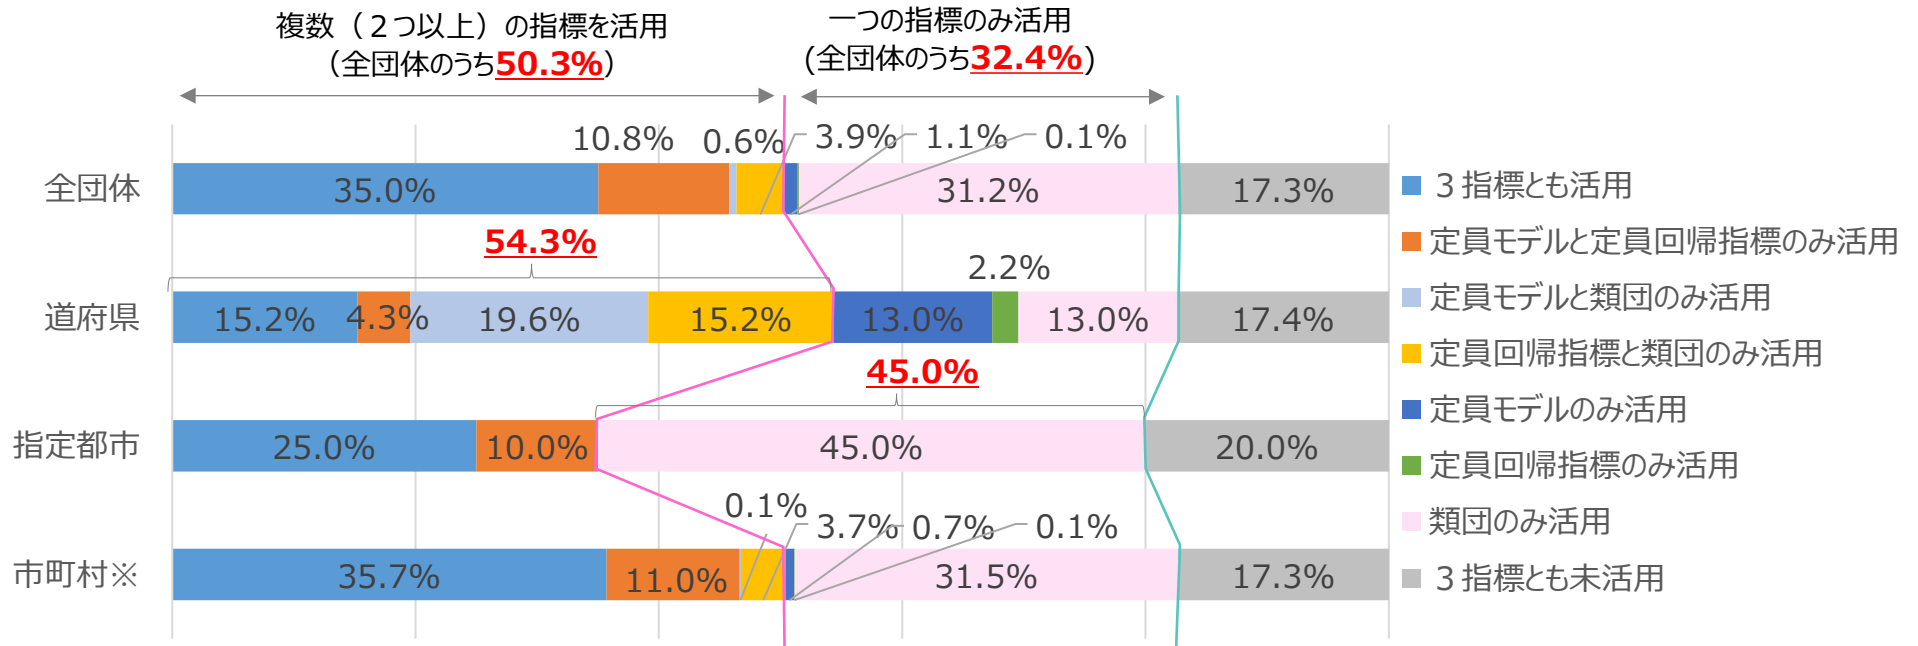 複数（２つ以上）の指標を活用
（全団体のうち50.3%）
一つの指標のみ活用
(全団体のうち32.4%)
10.8%
0.6%
3.9%
1.1%
0.1%
全団体
35.0%
31.2%
17.3%
54.3%
2.2%
道府県
15.2%
4.3%
19.6%
15.2%
13.0%
13.0%
17.4%
45.0%
指定都市
25.0%
10.0%
45.0%
20.0%
0.1%
3.7%
0.7%
0.1%
市町村※
35.7%
11.0%
31.5%
17.3%
３指標とも活用
定員モデルと定員回帰指標のみ活用
定員モデルと類団のみ活用
定員回帰指標と類団のみ活用
定員モデルのみ活用
定員回帰指標のみ活用
類団のみ活用
３指標とも未活用